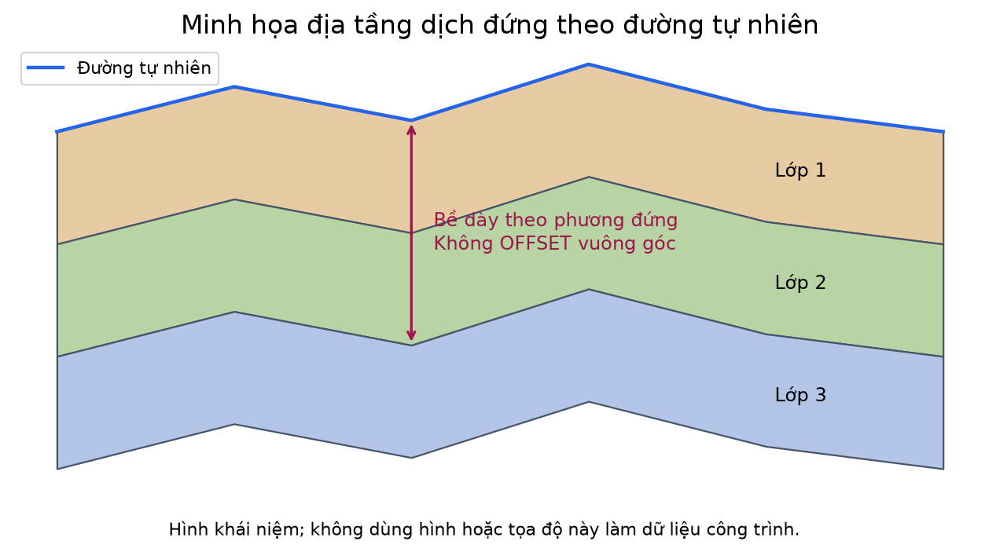 Minh họa địa tầng dịch đứng theo đường tự nhiên
Đường tự nhiên
Lớp 1
Bề dày theo phương đứng
Không OFFSET vuông góc
Lớp 2
Lớp 3
Hình khái niệm; không dùng hình hoặc tọa độ này làm dữ liệu công trình.